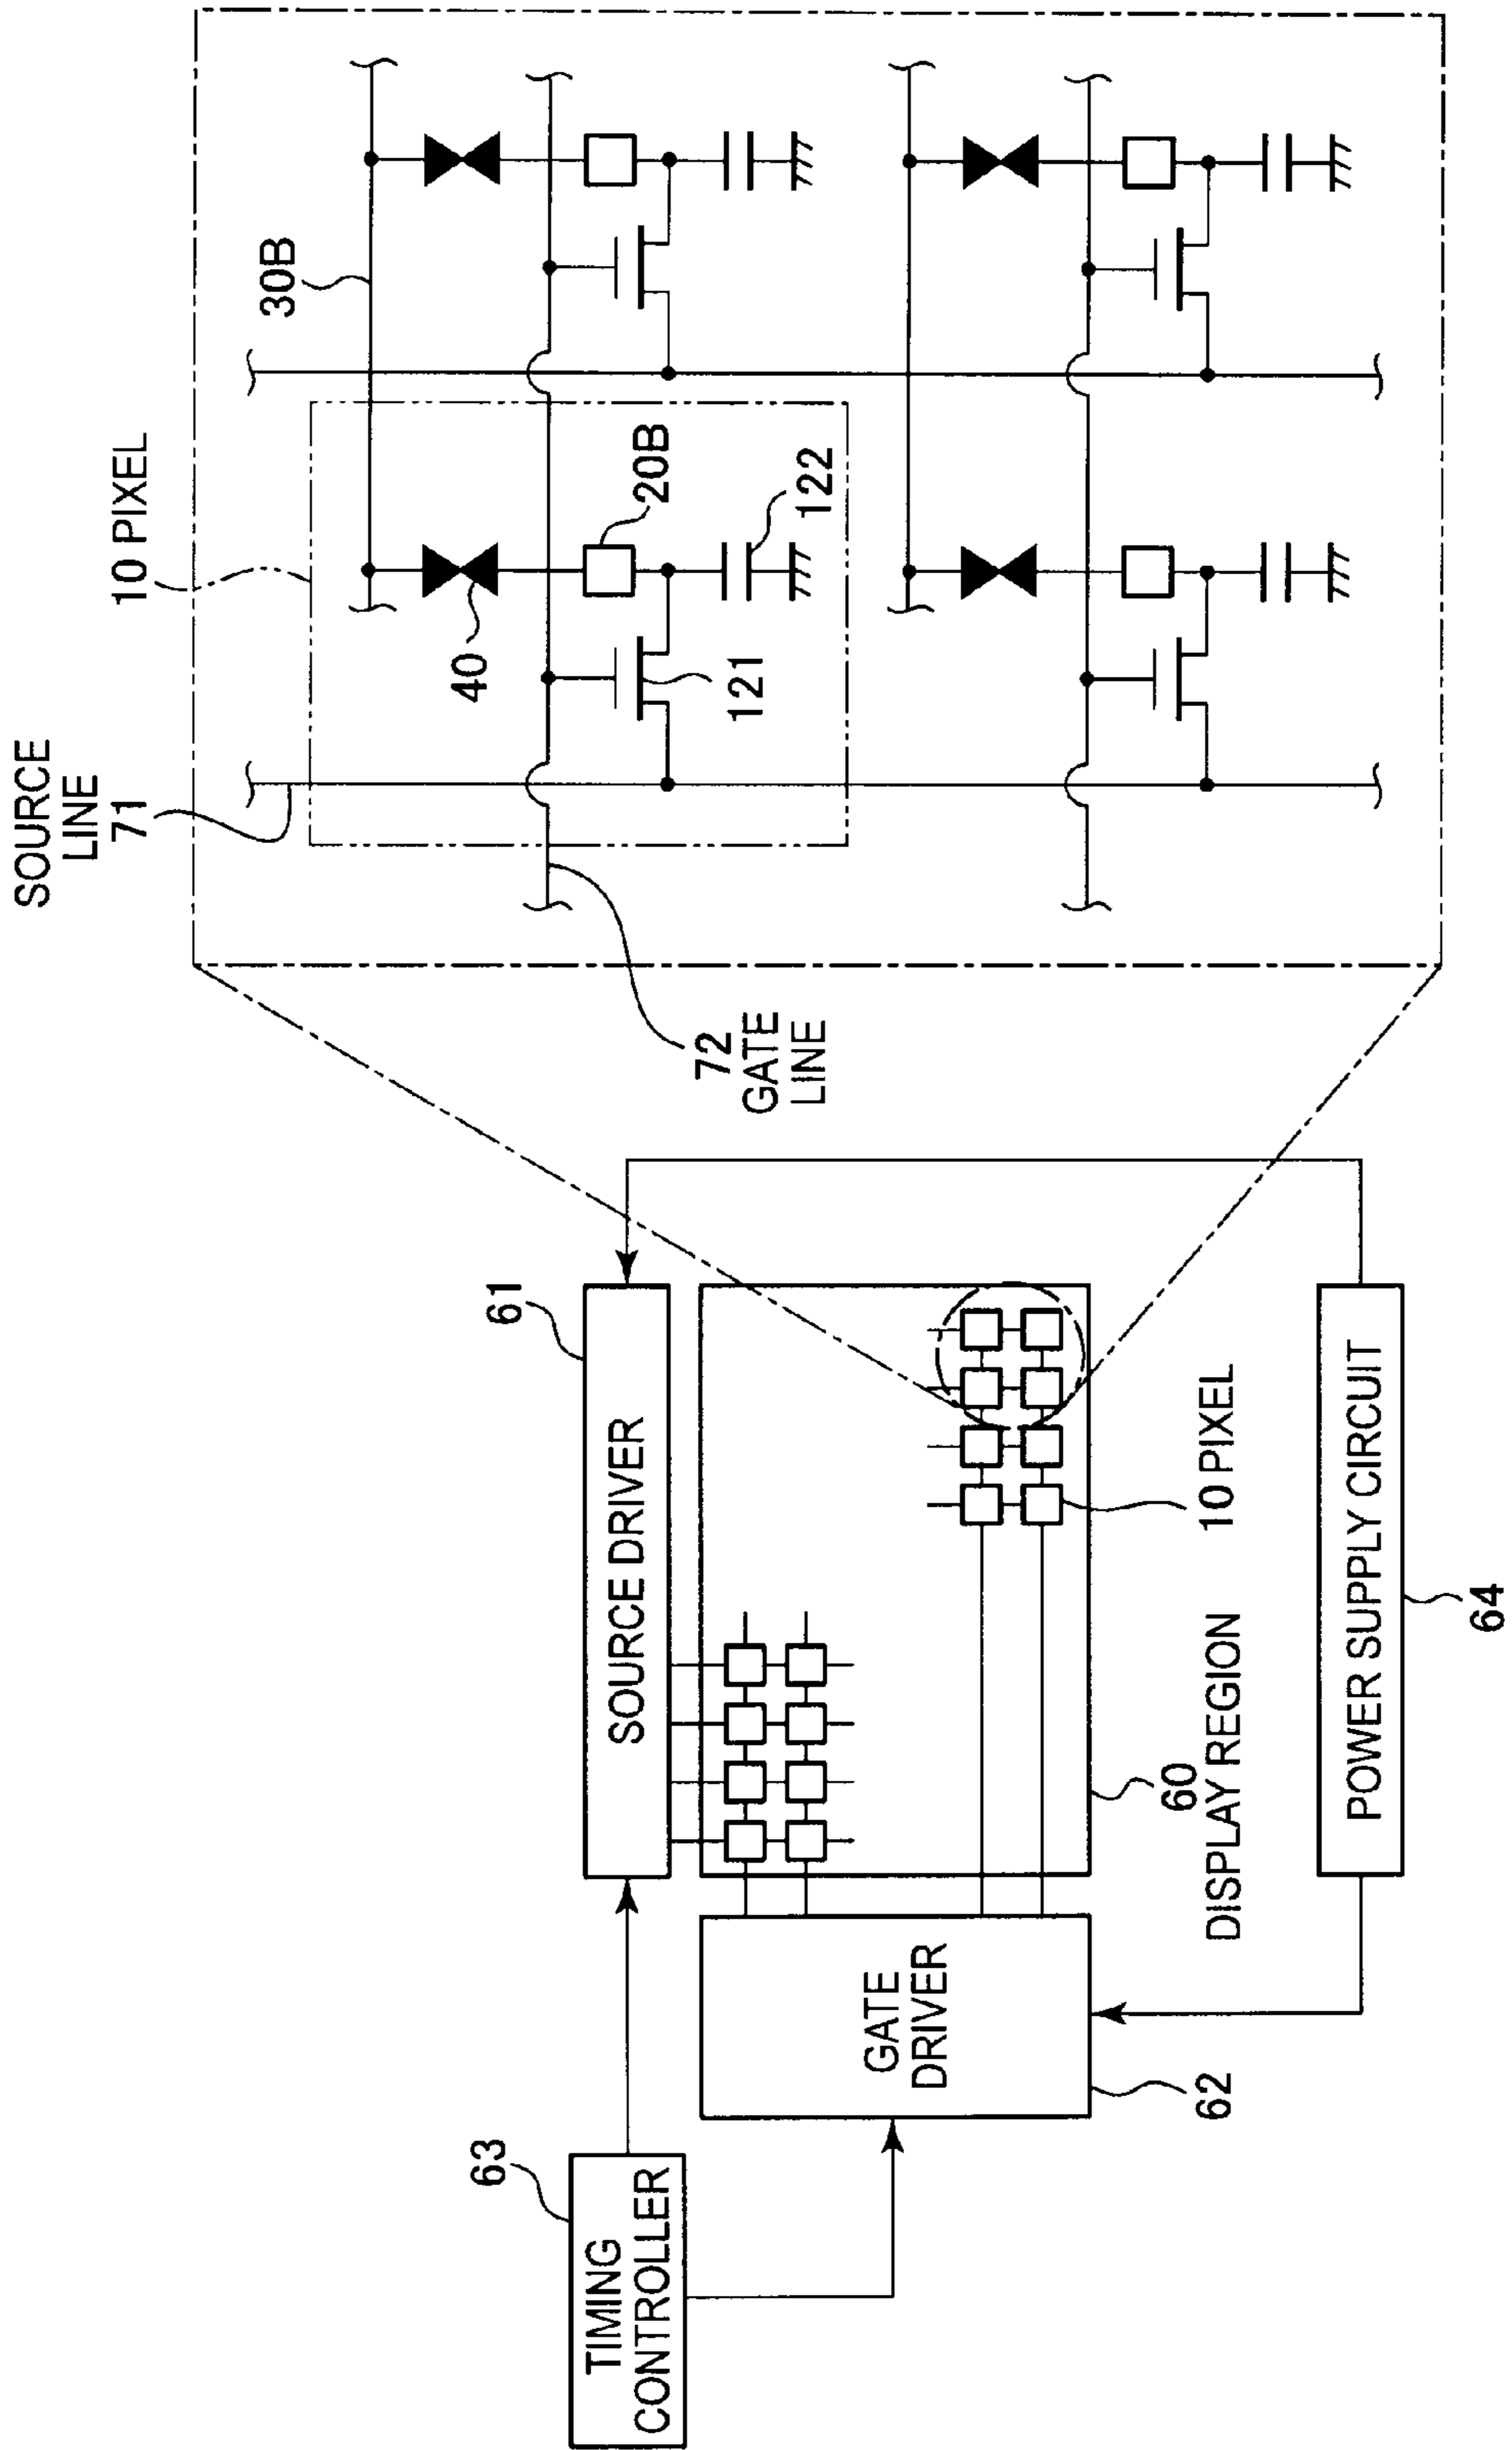 SOURCE
LINE
71
10 PIXEL
30B
40
20B
121
122
72
GATE
LINE
61
SOURCE DRIVER
63
TIMING
CONTROLLER
GATE
DRIVER
62
10 PIXEL
60
DISPLAY REGION
POWER SUPPLY CIRCUIT
64